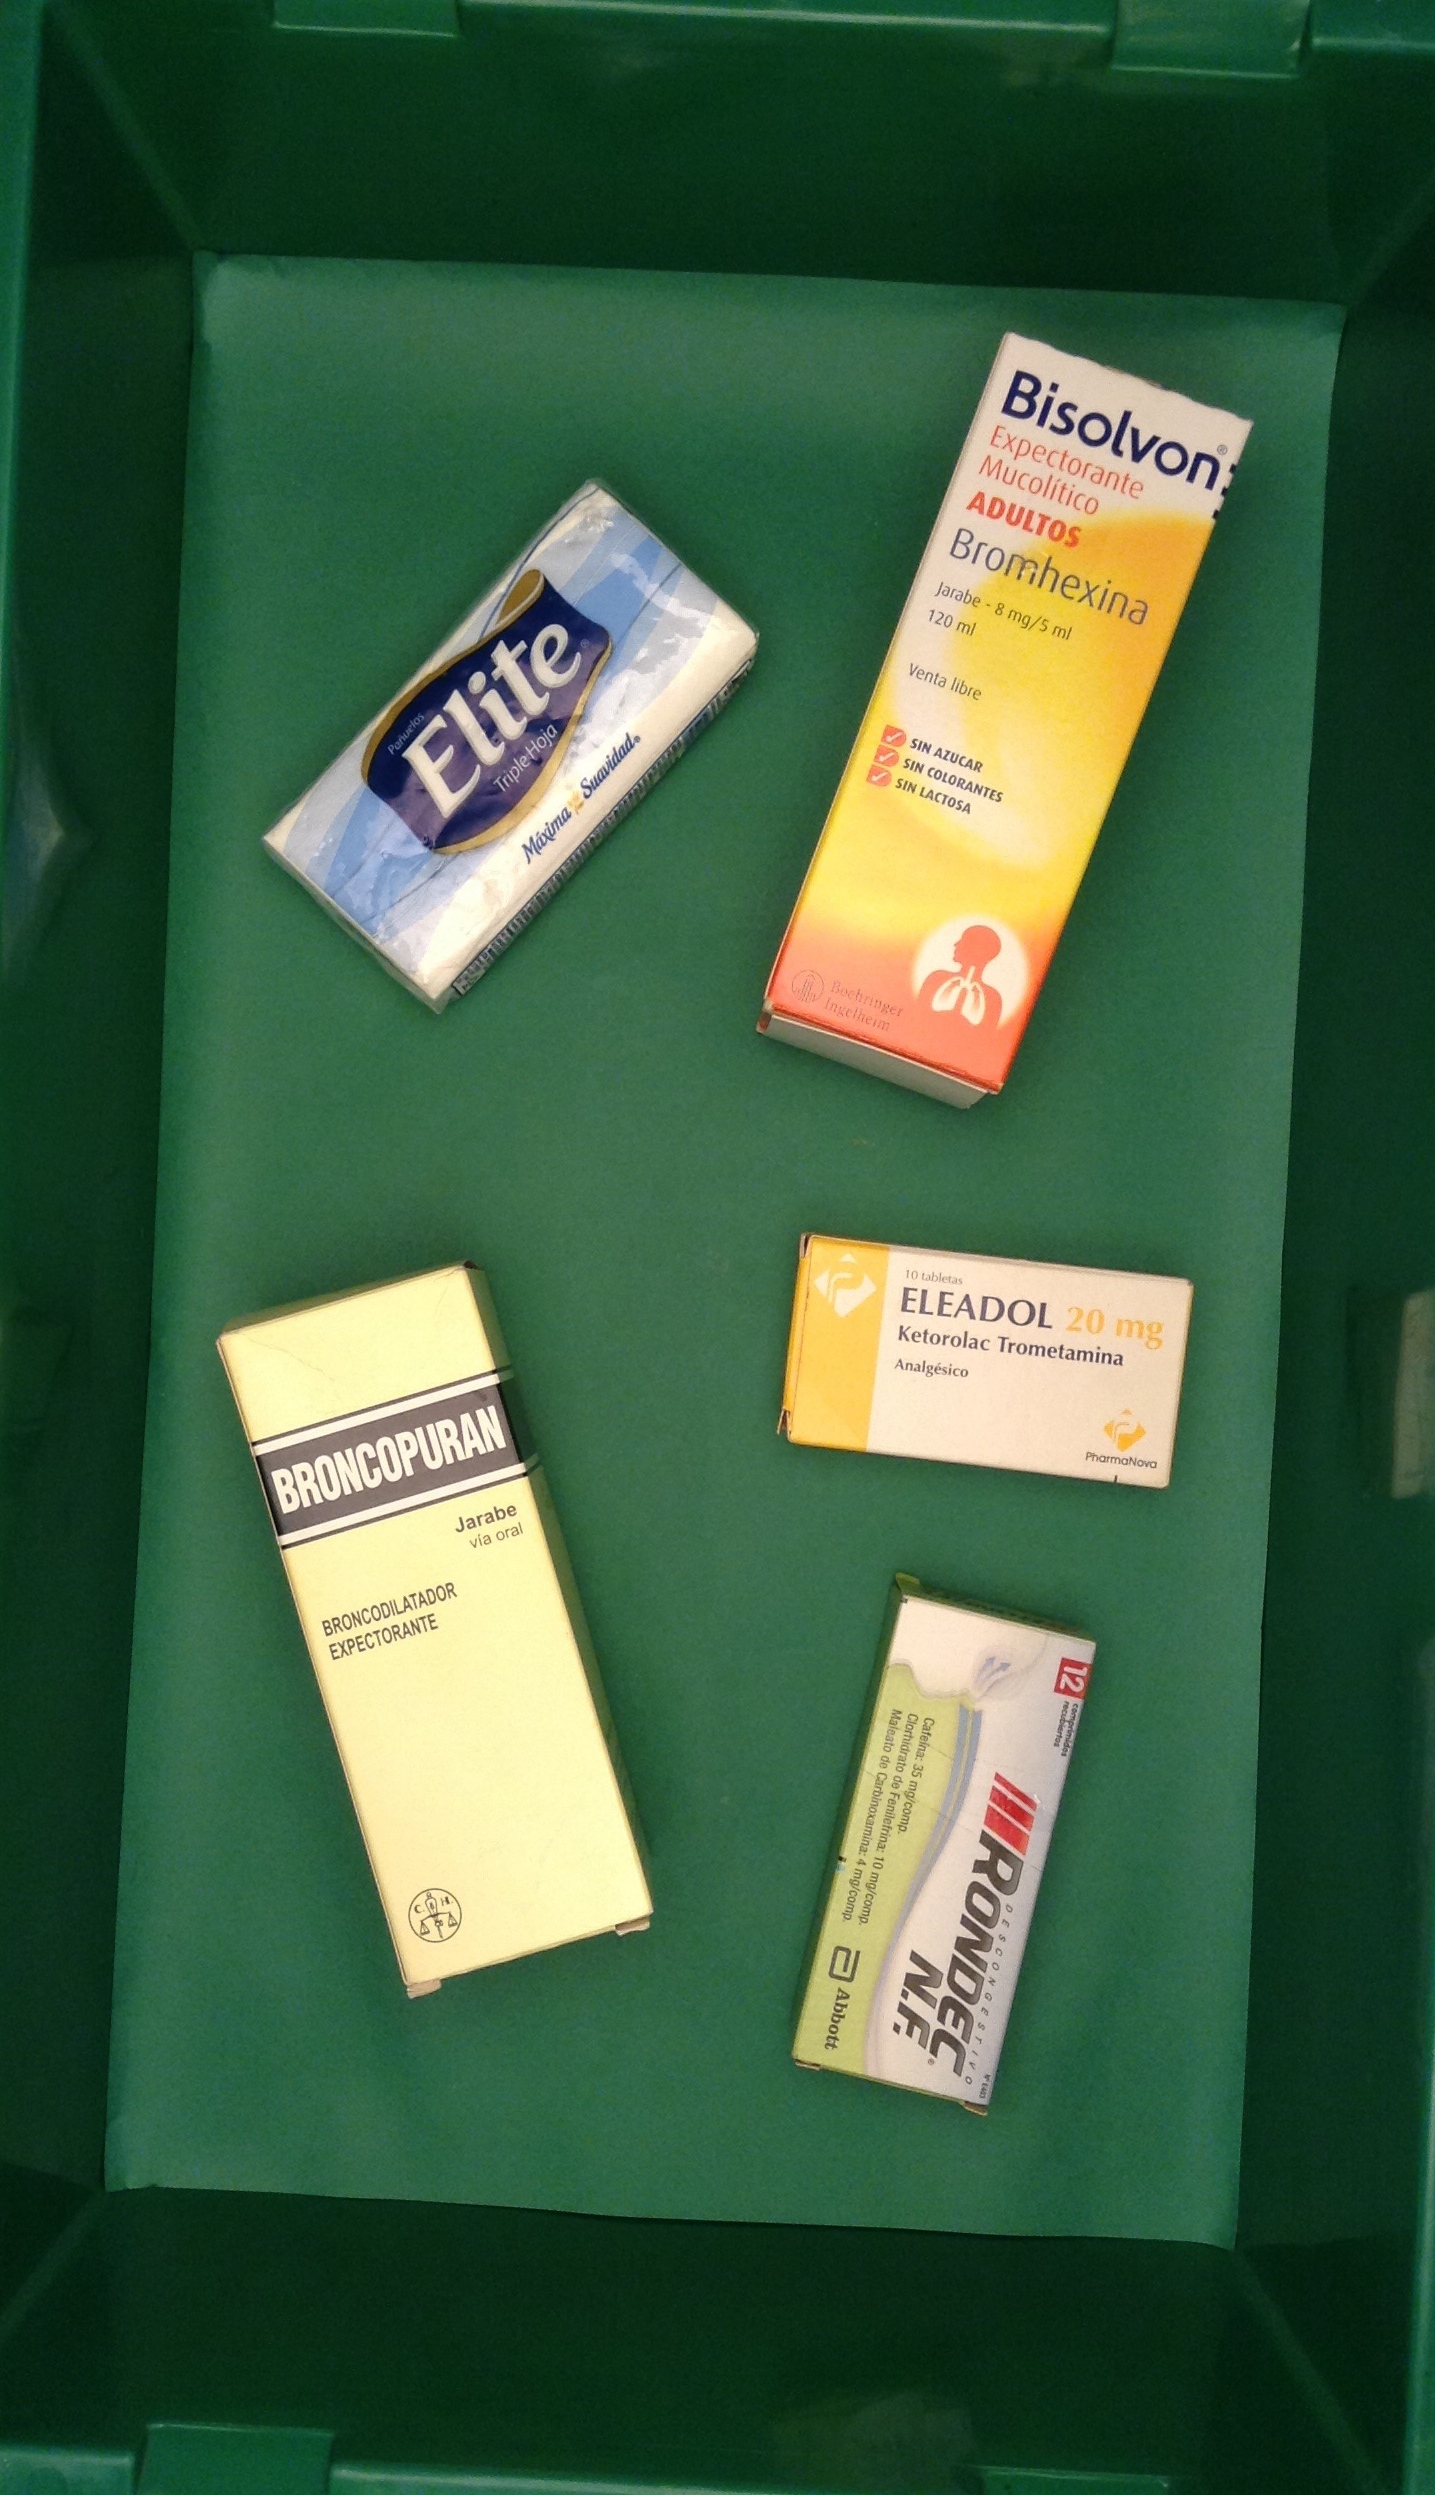 Pañuelos
Elite
Triple Hoja
Máxima Suavidad
Bisolvon®
Expectorante
Mucolítico
ADULTOS
Bromhexina
Jarabe - 8 mg/5 ml
120 ml
Venta libre
SIN AZUCAR
SIN COLORANTES
SIN LACTOSA
Boehringer
Ingelheim
BRONCOPURAN
Jarabe
vía oral
BRONCODILATADOR
EXPECTORANTE
C. H.
10 tabletas
ELEADOL 20 mg
Ketorolac Trometamina
Analgésico
PharmaNova
12 comprimidos
recubiertos
RONDEC
N.F.®
DESCONGESTIVO
Cafeína: 35 mg/comp.
Clorhidrato de Fenilefrina: 10 mg/comp.
Maleato de Carbinoxamina: 4 mg/comp.
Abbott